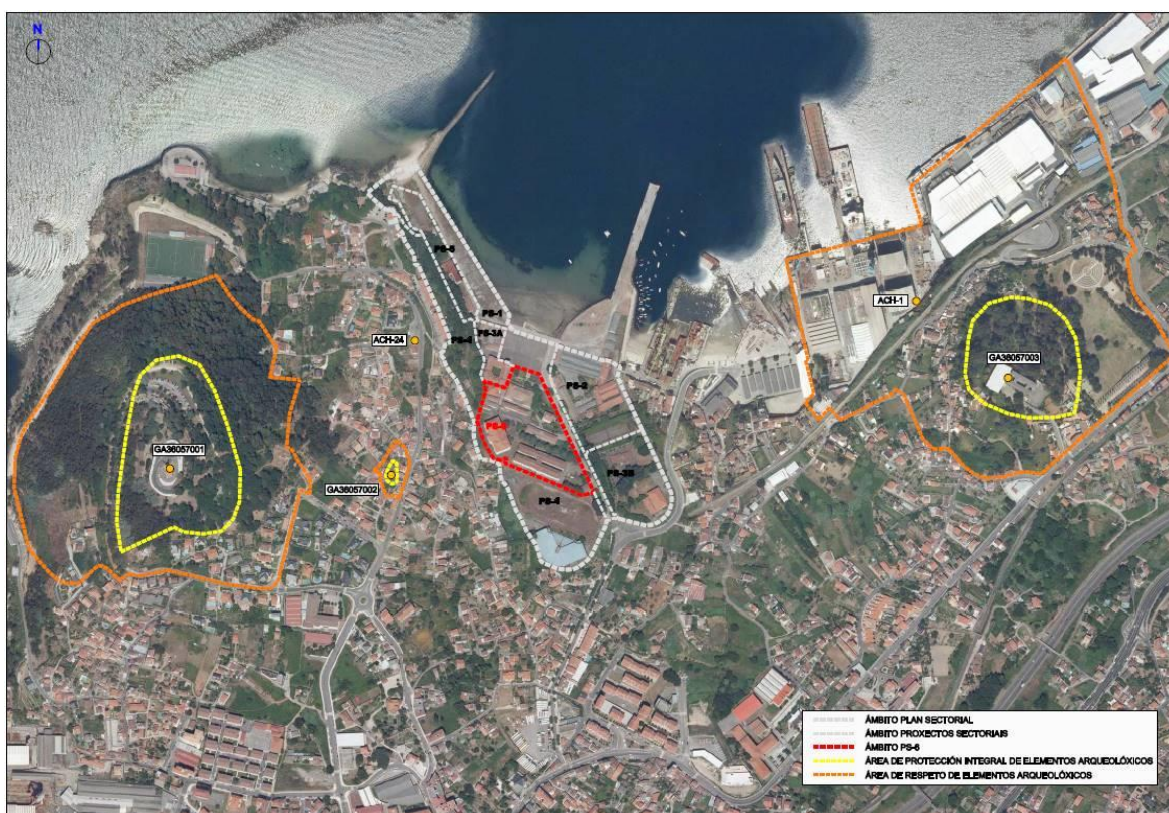 N
PS-5
ACH-1
PS-1
PS-3A
ACH-24
PS-4
PS-2
GA36057003
PS-6
GA36057001
PS-3B
GA36057002
PS-4
ÁMBITO PLAN SECTORIAL
ÁMBITO PROXECTOS SECTORIAIS
ÁMBITO PS-6
ÁREA DE PROTECCIÓN INTEGRAL DE ELEMENTOS ARQUEOLÓXICOS
ÁREA DE RESPETO DE ELEMENTOS ARQUEOLÓXICOS